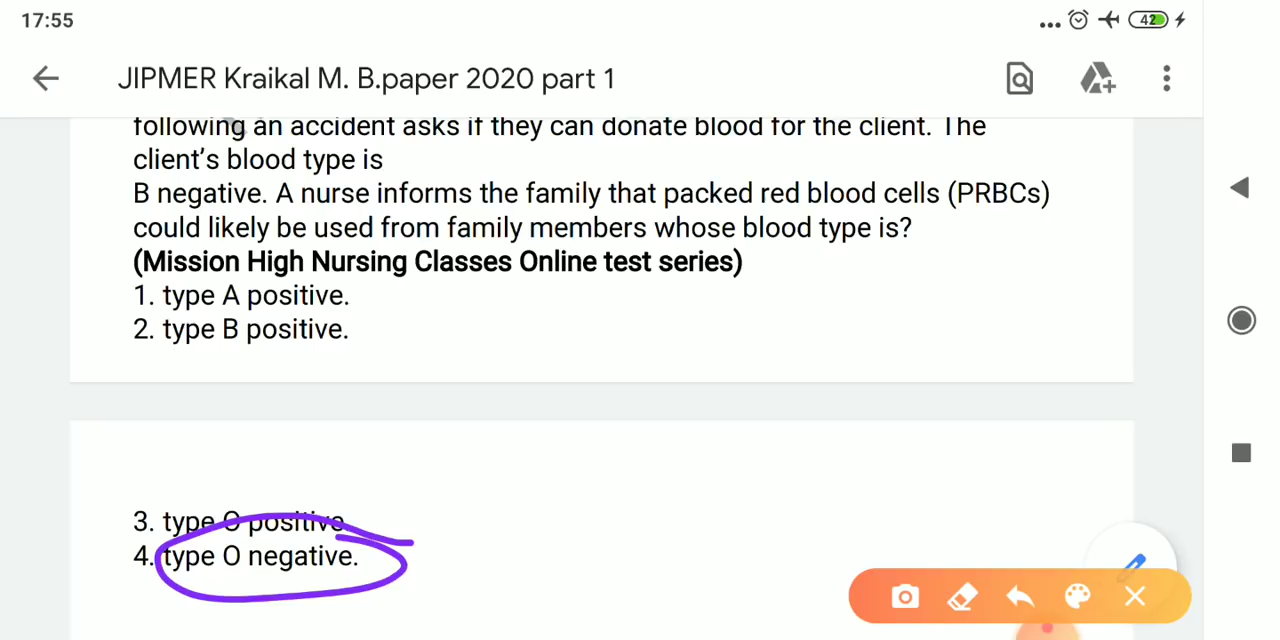 17:55
42
JIPMER Kraikal M. B.paper 2020 part 1
following an accident asks if they can donate blood for the client. The
client’s blood type is
B negative. A nurse informs the family that packed red blood cells (PRBCs)
could likely be used from family members whose blood type is?
(Mission High Nursing Classes Online test series)
1. type A positive.
2. type B positive.
3. type O positive.
4. type O negative.